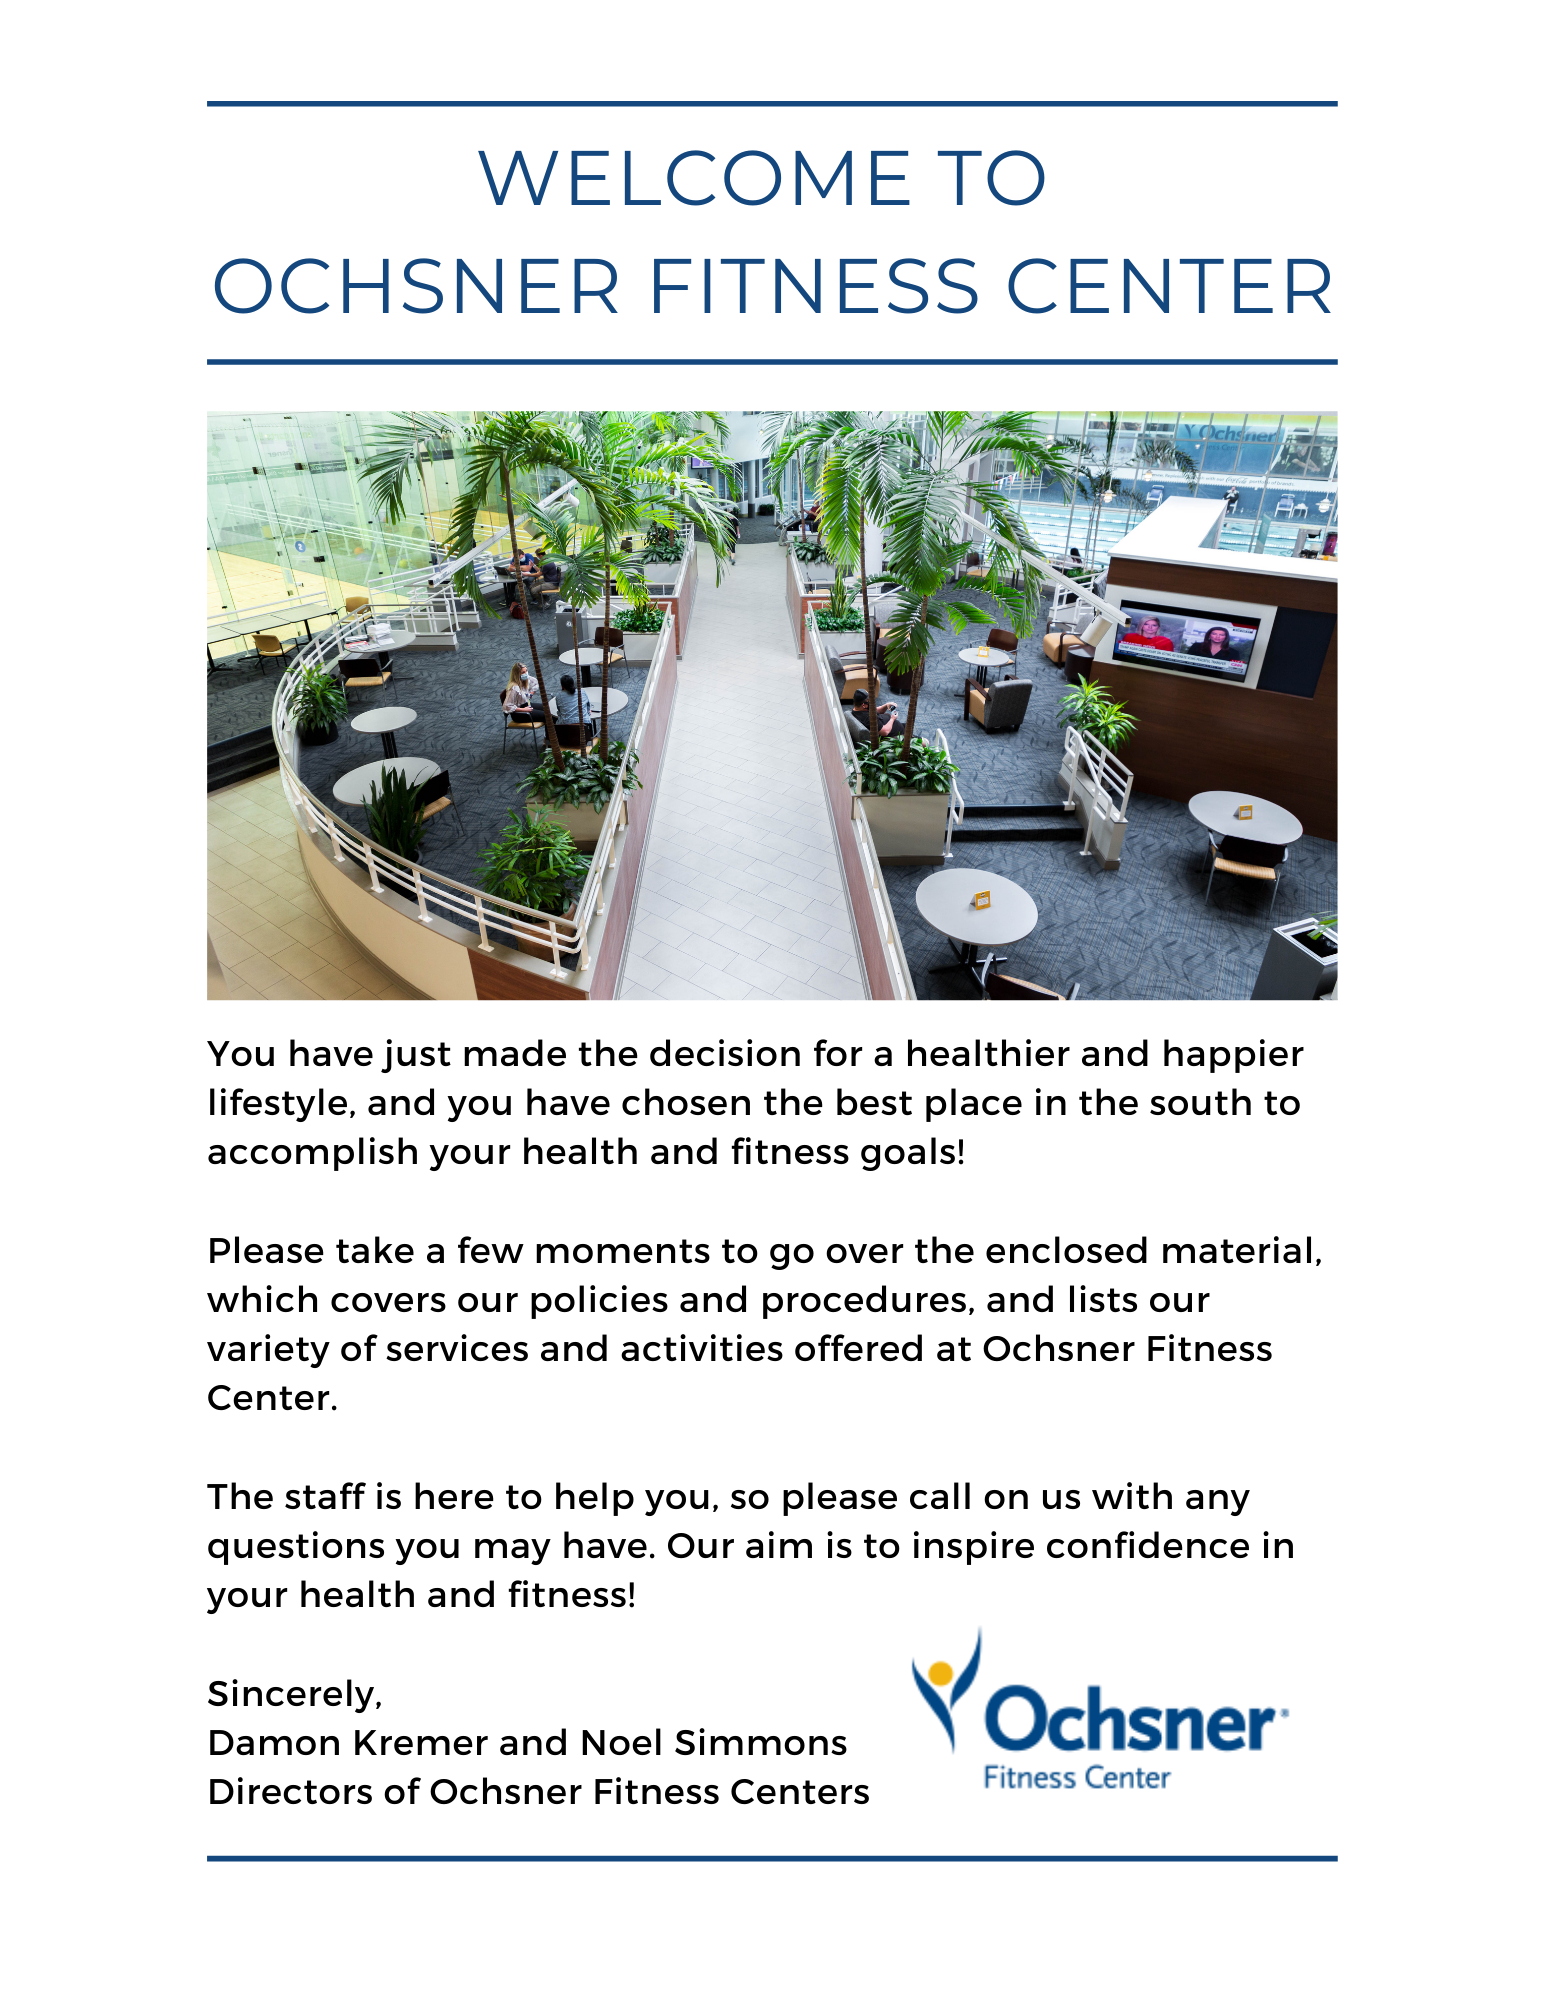 WELCOME TO
OCHSNER FITNESS CENTER
Ochsner
You have just made the decision for a healthier and happier
lifestyle, and you have chosen the best place in the south to
accomplish your health and fitness goals!
Please take a few moments to go over the enclosed material,
which covers our policies and procedures, and lists our
variety of services and activities offered at Ochsner Fitness
Center.
The staff is here to help you, so please call on us with any
questions you may have. Our aim is to inspire confidence in
your health and fitness!
Sincerely,
Damon Kremer and Noel Simmons
Directors of Ochsner Fitness Centers
Ochsner®
Fitness Center